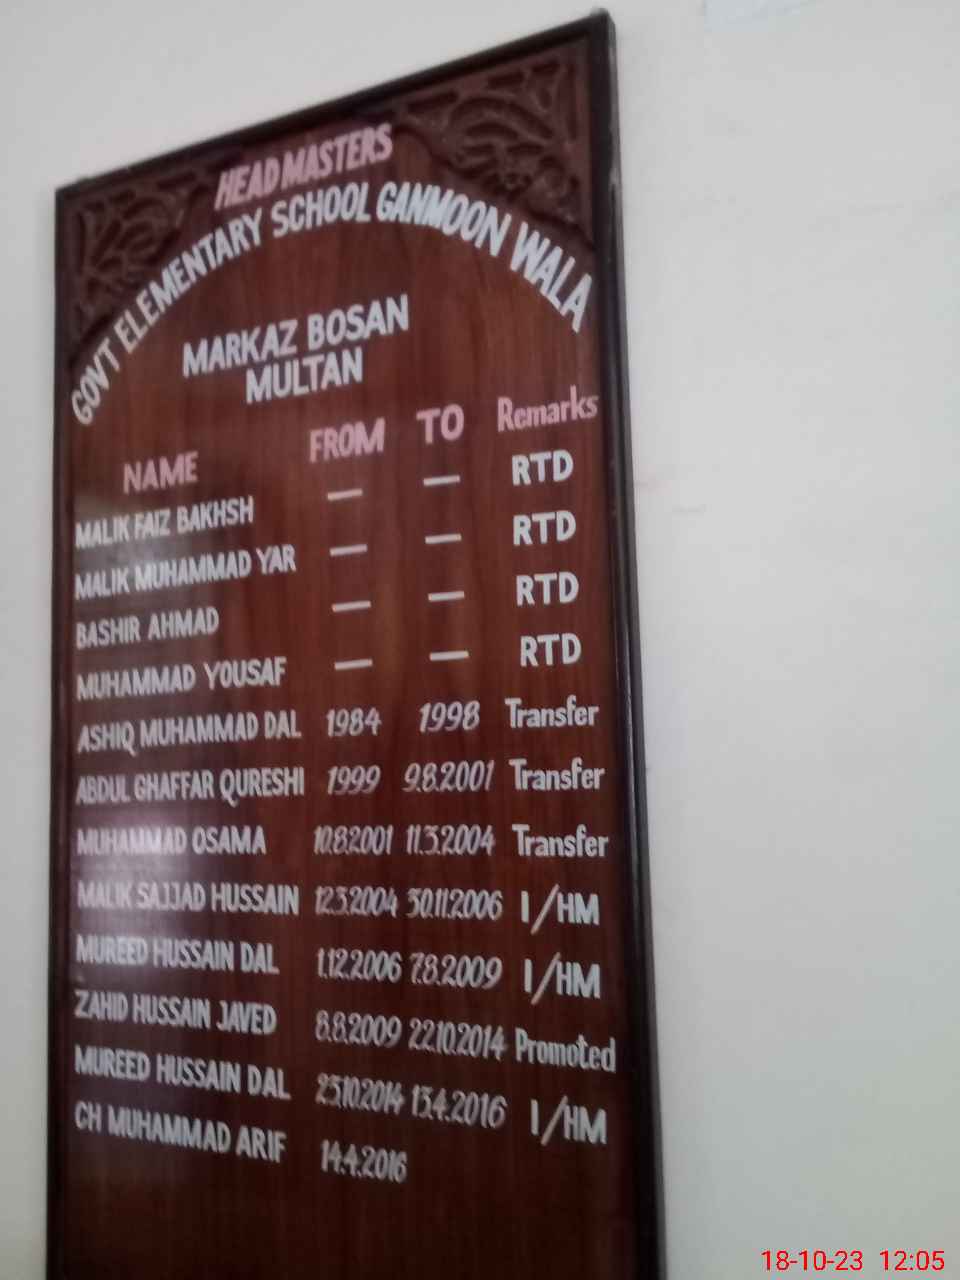 HEADMASTERS
GOVT ELEMENTARY SCHOOL GANMOON WALA
MARKAZ BOSAN
MULTAN
NAME FROM TO Remarks
MALIK FAIZ BAKHSH — — RTD
MALIK MUHAMMAD YAR — — RTD
BASHIR AHMAD — — RTD
MUHAMMAD YOUSAF — — RTD
ASHIQ MUHAMMAD DAL 1984 1998 Transfer
ABDUL GHAFFAR QURESHI 1999 9.8.2001 Transfer
MUHAMMAD OSAMA 10.8.2001 11.3.2004 Transfer
MALIK SAJJAD HUSSAIN 12.3.2004 30.11.2006 I/HM
MUREED HUSSAIN DAL 1.12.2006 7.8.2009 I/HM
ZAHID HUSSAIN JAVED 8.8.2009 22.10.2014 Promoted
MUREED HUSSAIN DAL 23.10.2014 13.4.2016 I/HM
CH MUHAMMAD ARIF 14.4.2016
18-10-23 12:05